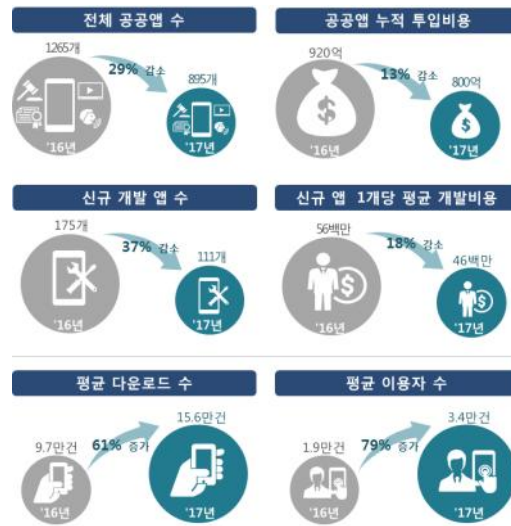 전체 공공앱 수
1265개
29% 감소
895개
'16년
'17년
공공앱 누적 투입비용
920억
13% 감소
800억
'16년
'17년
신규 개발 앱 수
175개
37% 감소
111개
'16년
'17년
신규 앱 1개당 평균 개발비용
56백만
18% 감소
46백만
'16년
'17년
평균 다운로드 수
9.7만건
61% 증가
15.6만건
'16년
'17년
평균 이용자 수
1.9만건
79% 증가
3.4만건
'16년
'17년